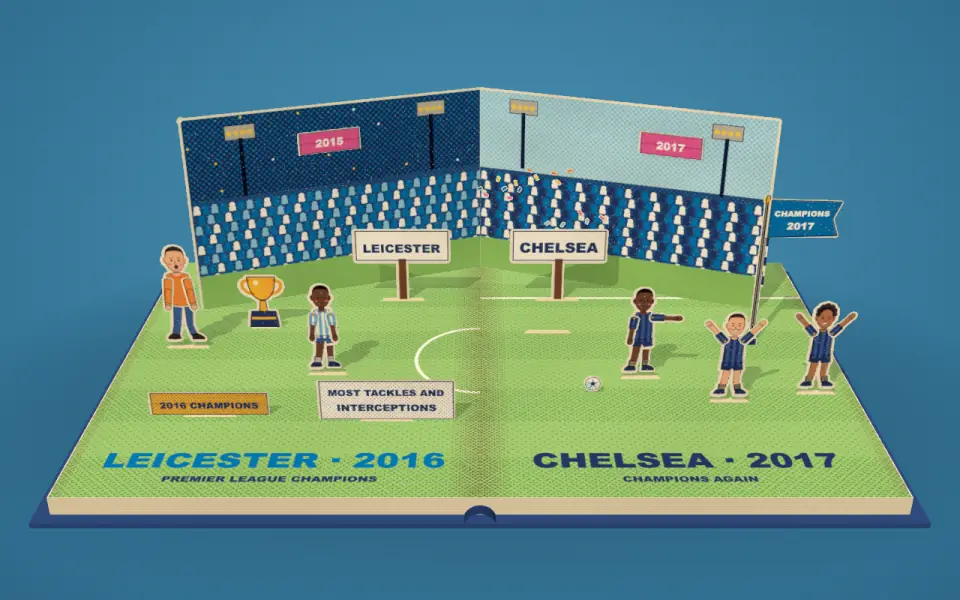 2015
2017
CHAMPIONS
2017
LEICESTER
CHELSEA
2016 CHAMPIONS
MOST TACKLES AND
INTERCEPTIONS
LEICESTER · 2016
PREMIER LEAGUE CHAMPIONS
CHELSEA · 2017
CHAMPIONS AGAIN